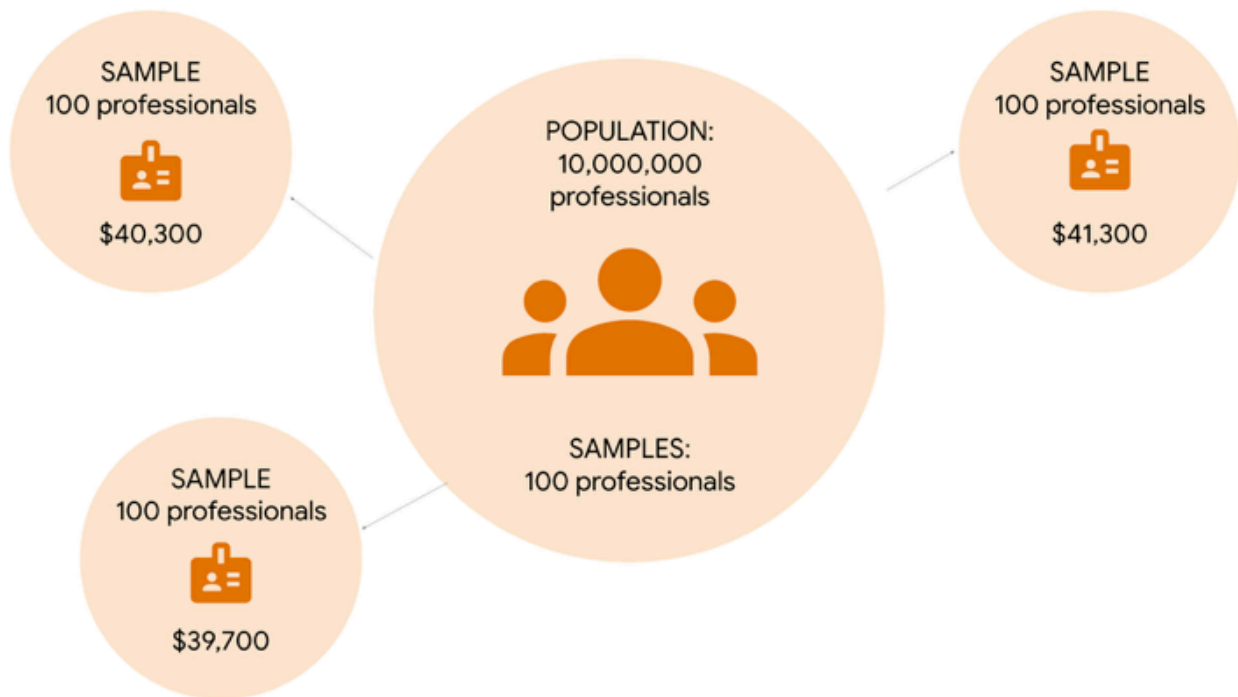 SAMPLE
100 professionals
$40,300
POPULATION:
10,000,000
professionals
SAMPLES:
100 professionals
SAMPLE
100 professionals
$41,300
SAMPLE
100 professionals
$39,700